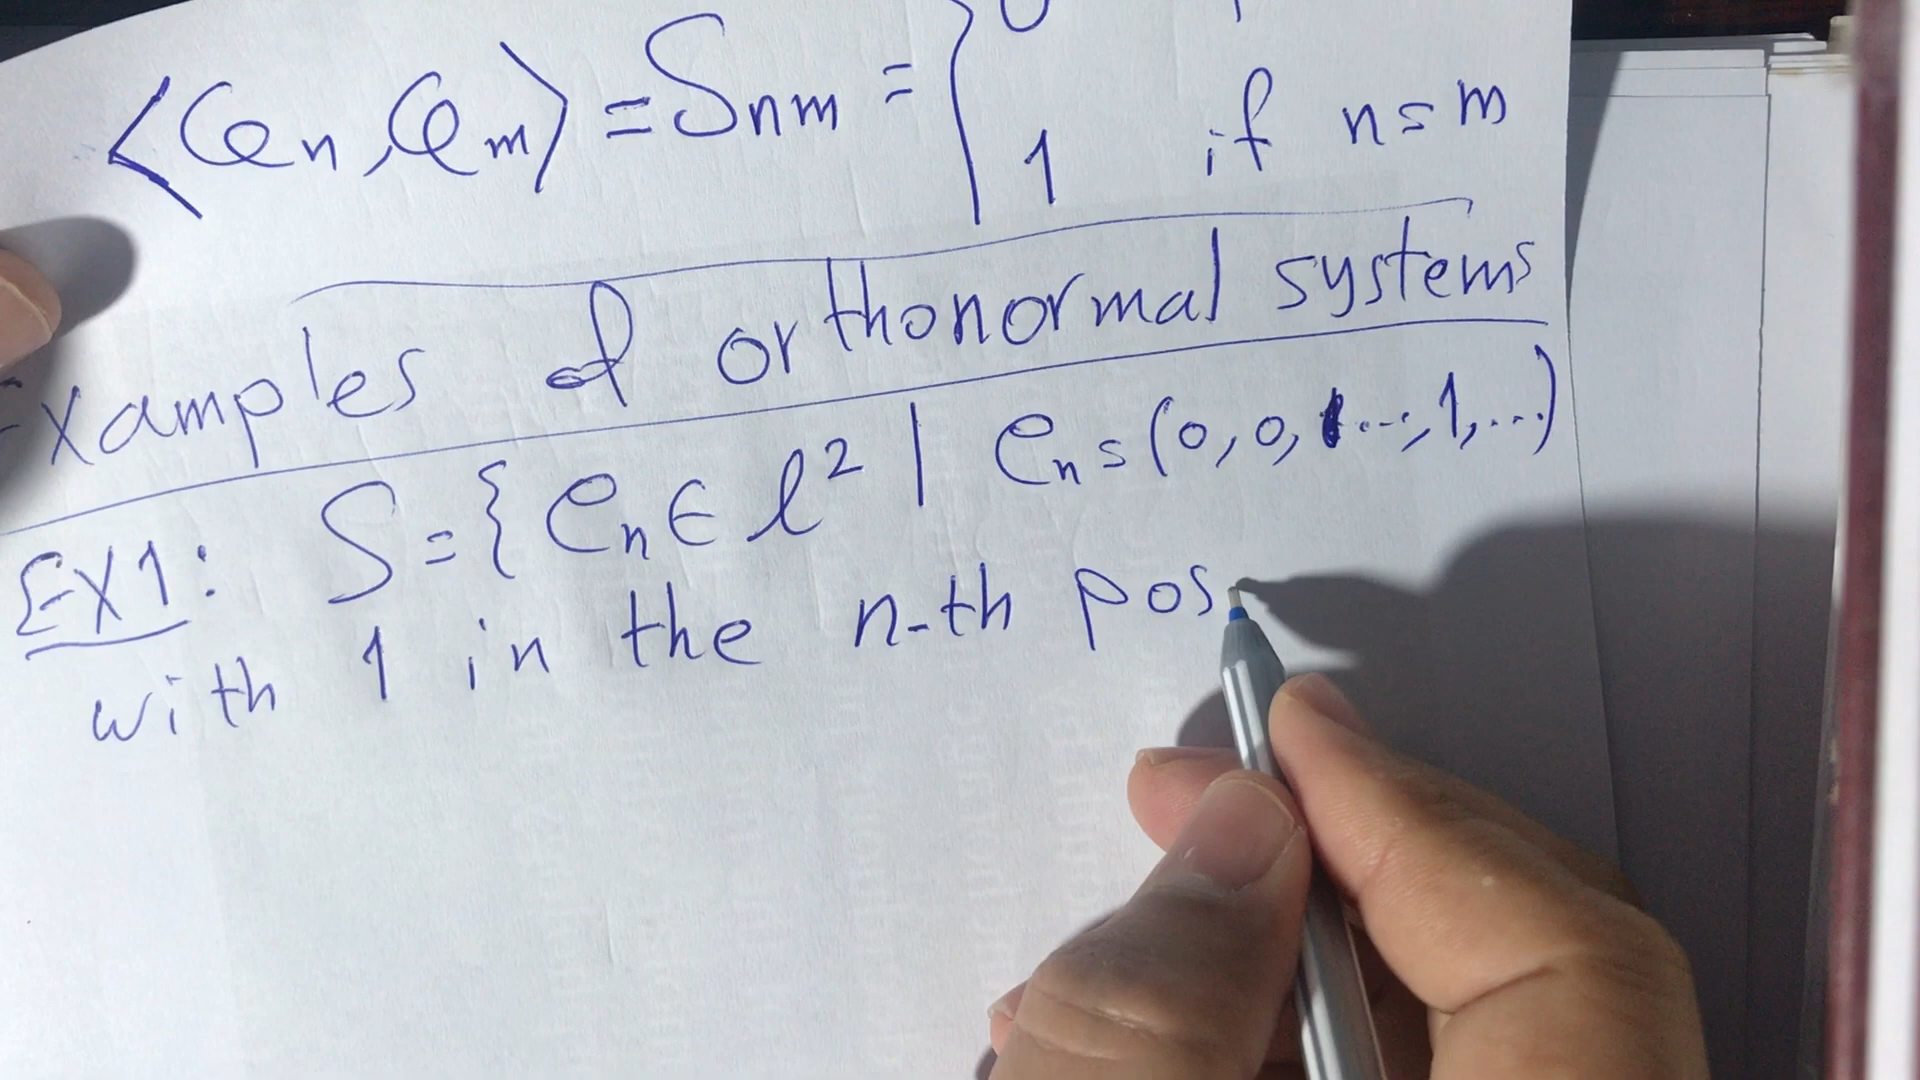 ⟨e_n, e_m⟩ = δ_nm = { 0
1 if n = m
Examples of orthonormal systems
EX1: S = { e_n ∈ l² | e_n = (0, 0, ..., 1, ...)
with 1 in the n-th pos